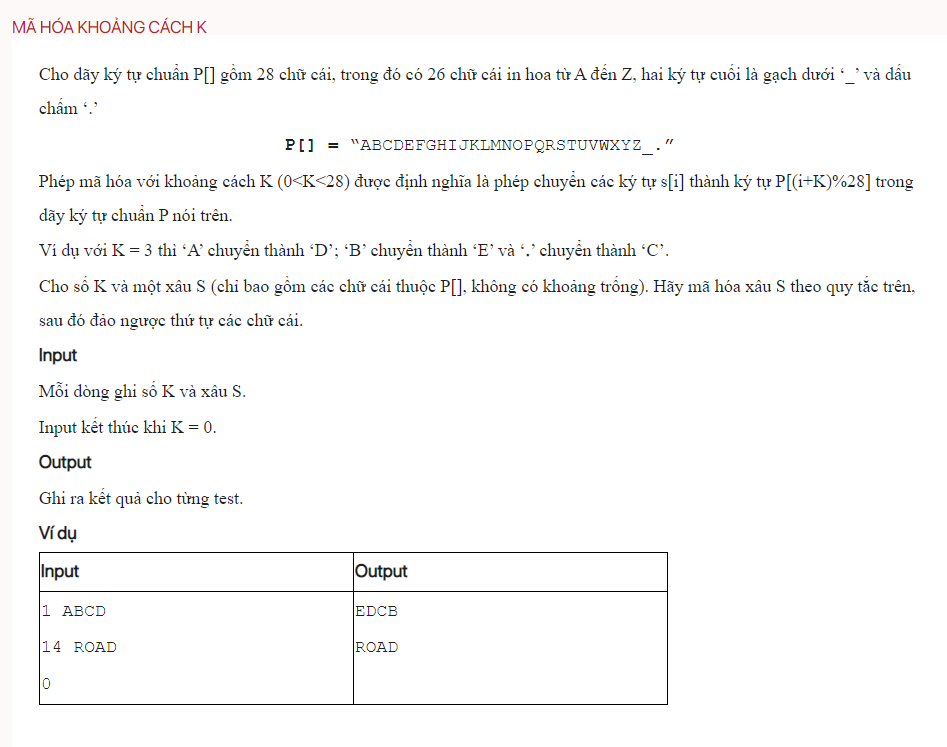 MÃ HÓA KHOẢNG CÁCH K
Cho dãy ký tự chuẩn P[] gồm 28 chữ cái, trong đó có 26 chữ cái in hoa từ A đến Z, hai ký tự cuối là gạch dưới ‘_’ và dấu
chấm ‘.’
P[] = “ABCDEFGHIJKLMNOPQRSTUVWXYZ_.”
Phép mã hóa với khoảng cách K (0<K<28) được định nghĩa là phép chuyển các ký tự s[i] thành ký tự P[(i+K)%28] trong
dãy ký tự chuẩn P nói trên.
Ví dụ với K = 3 thì ‘A’ chuyển thành ‘D’; ‘B’ chuyển thành ‘E’ và ‘.’ chuyển thành ‘C’.
Cho số K và một xâu S (chỉ bao gồm các chữ cái thuộc P[], không có khoảng trống). Hãy mã hóa xâu S theo quy tắc trên,
sau đó đảo ngược thứ tự các chữ cái.
Input
Mỗi dòng ghi số K và xâu S.
Input kết thúc khi K = 0.
Output
Ghi ra kết quả cho từng test.
Ví dụ
Input Output
1 ABCD EDCB
14 ROAD ROAD
0